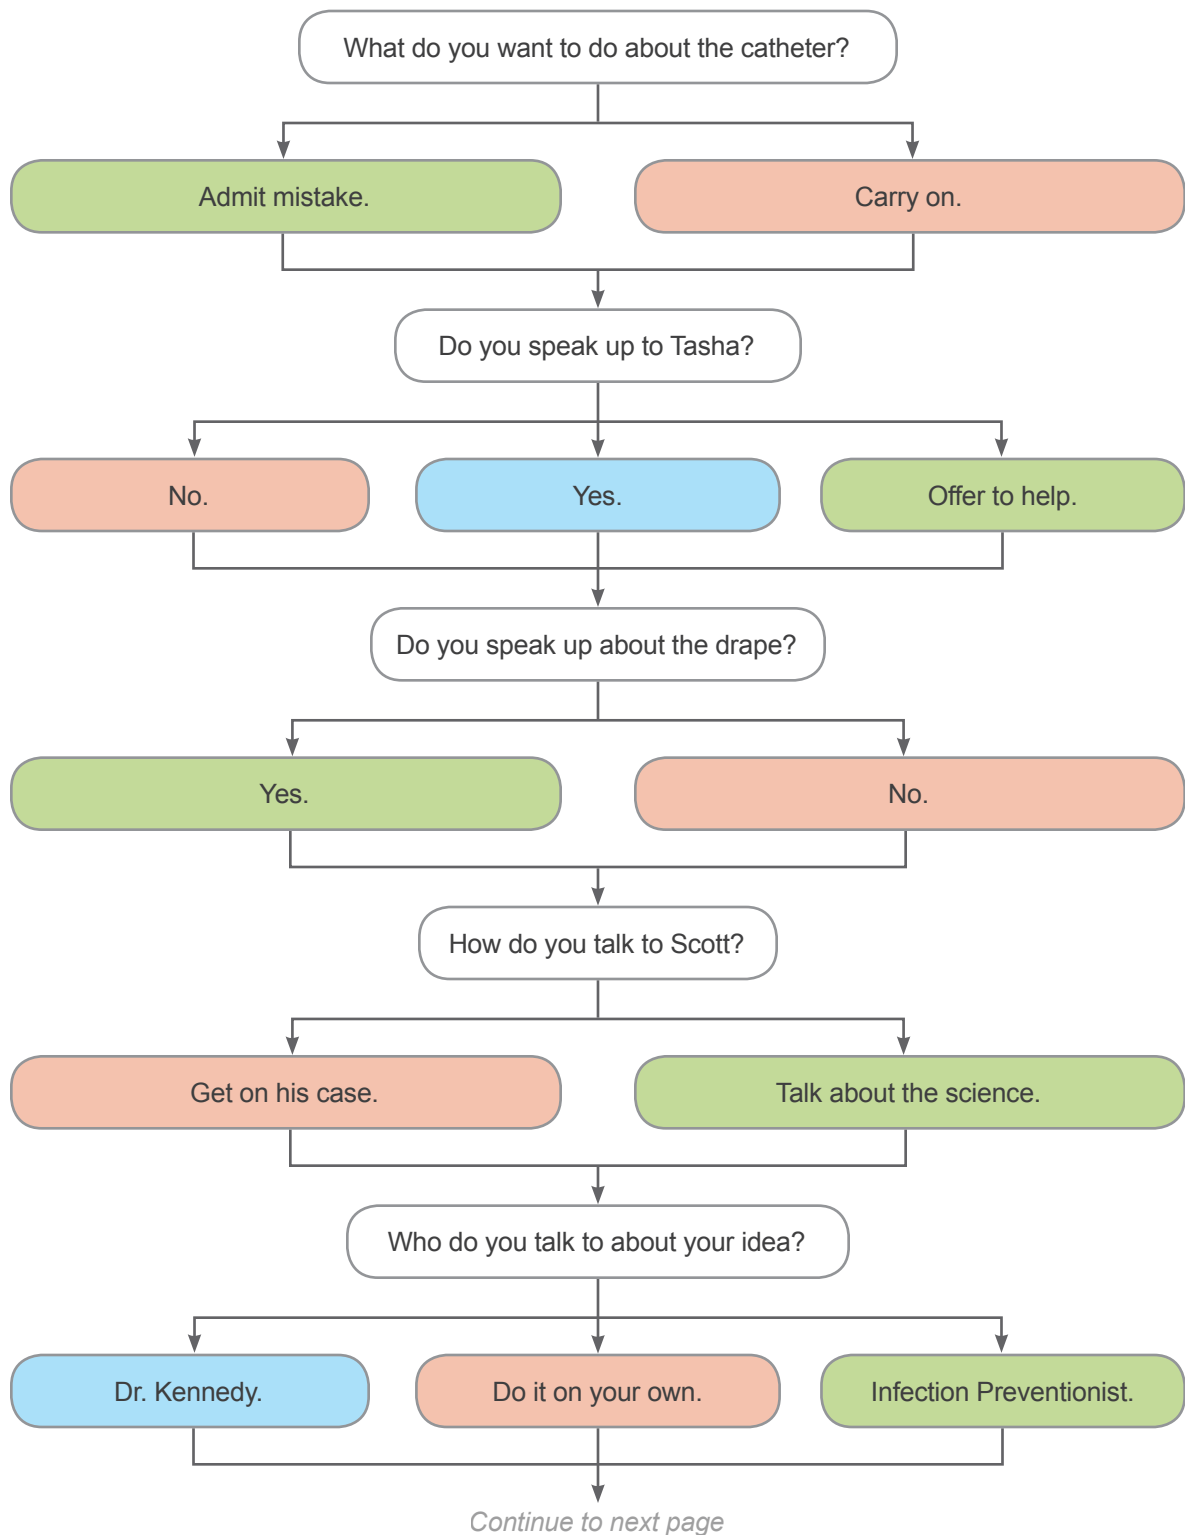 What do you want to do about the catheter?
Admit mistake.
Carry on.
Do you speak up to Tasha?
No.
Yes.
Offer to help.
Do you speak up about the drape?
Yes.
No.
How do you talk to Scott?
Get on his case.
Talk about the science.
Who do you talk to about your idea?
Dr. Kennedy.
Do it on your own.
Infection Preventionist.
Continue to next page